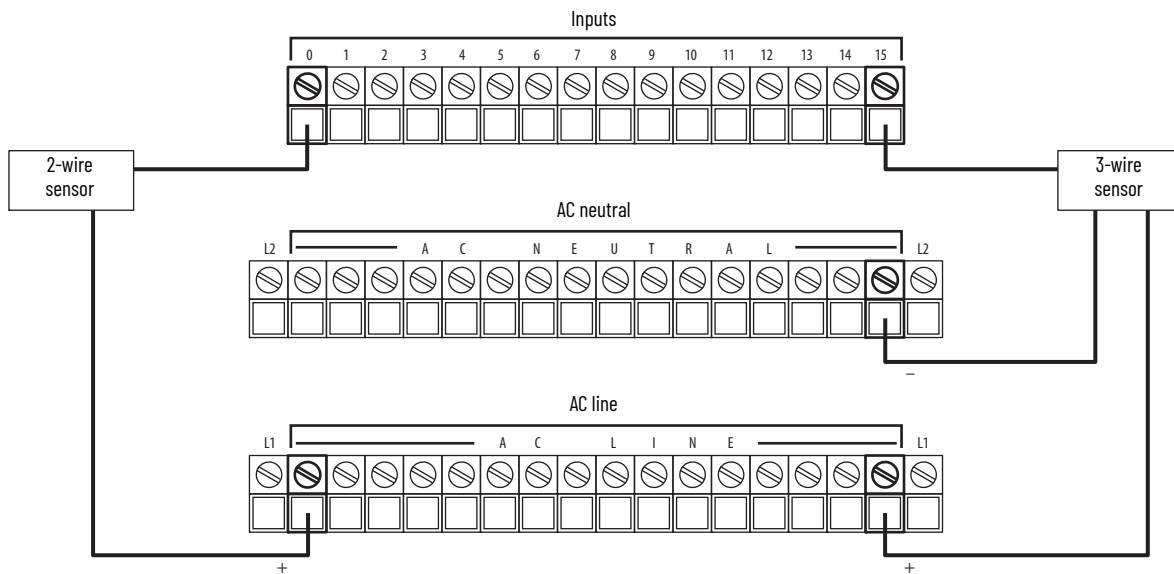 Inputs
0 1 2 3 4 5 6 7 8 9 10 11 12 13 14 15
2-wire
sensor
3-wire
sensor
AC neutral
L2 A C N E U T R A L L2
−
AC line
L1 A C L I N E L1
+ +